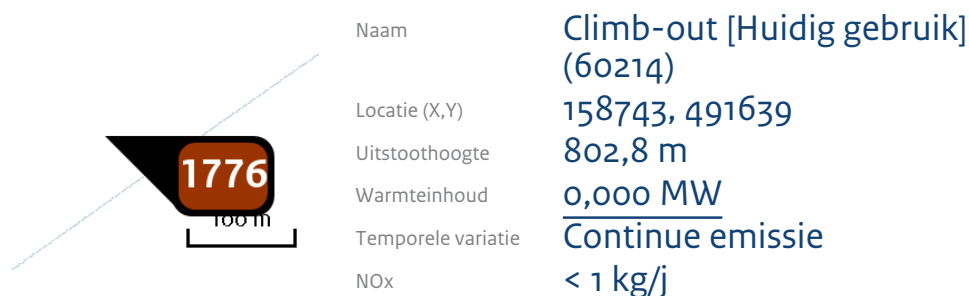 Naam Climb-out [Huidig gebruik]
(60214)
Locatie (X,Y) 158743, 491639
Uitstoothoogte 802,8 m
Warmteinhoud 0,000 MW
Temporele variatie Continue emissie
NOx < 1 kg/j
1776
100 m